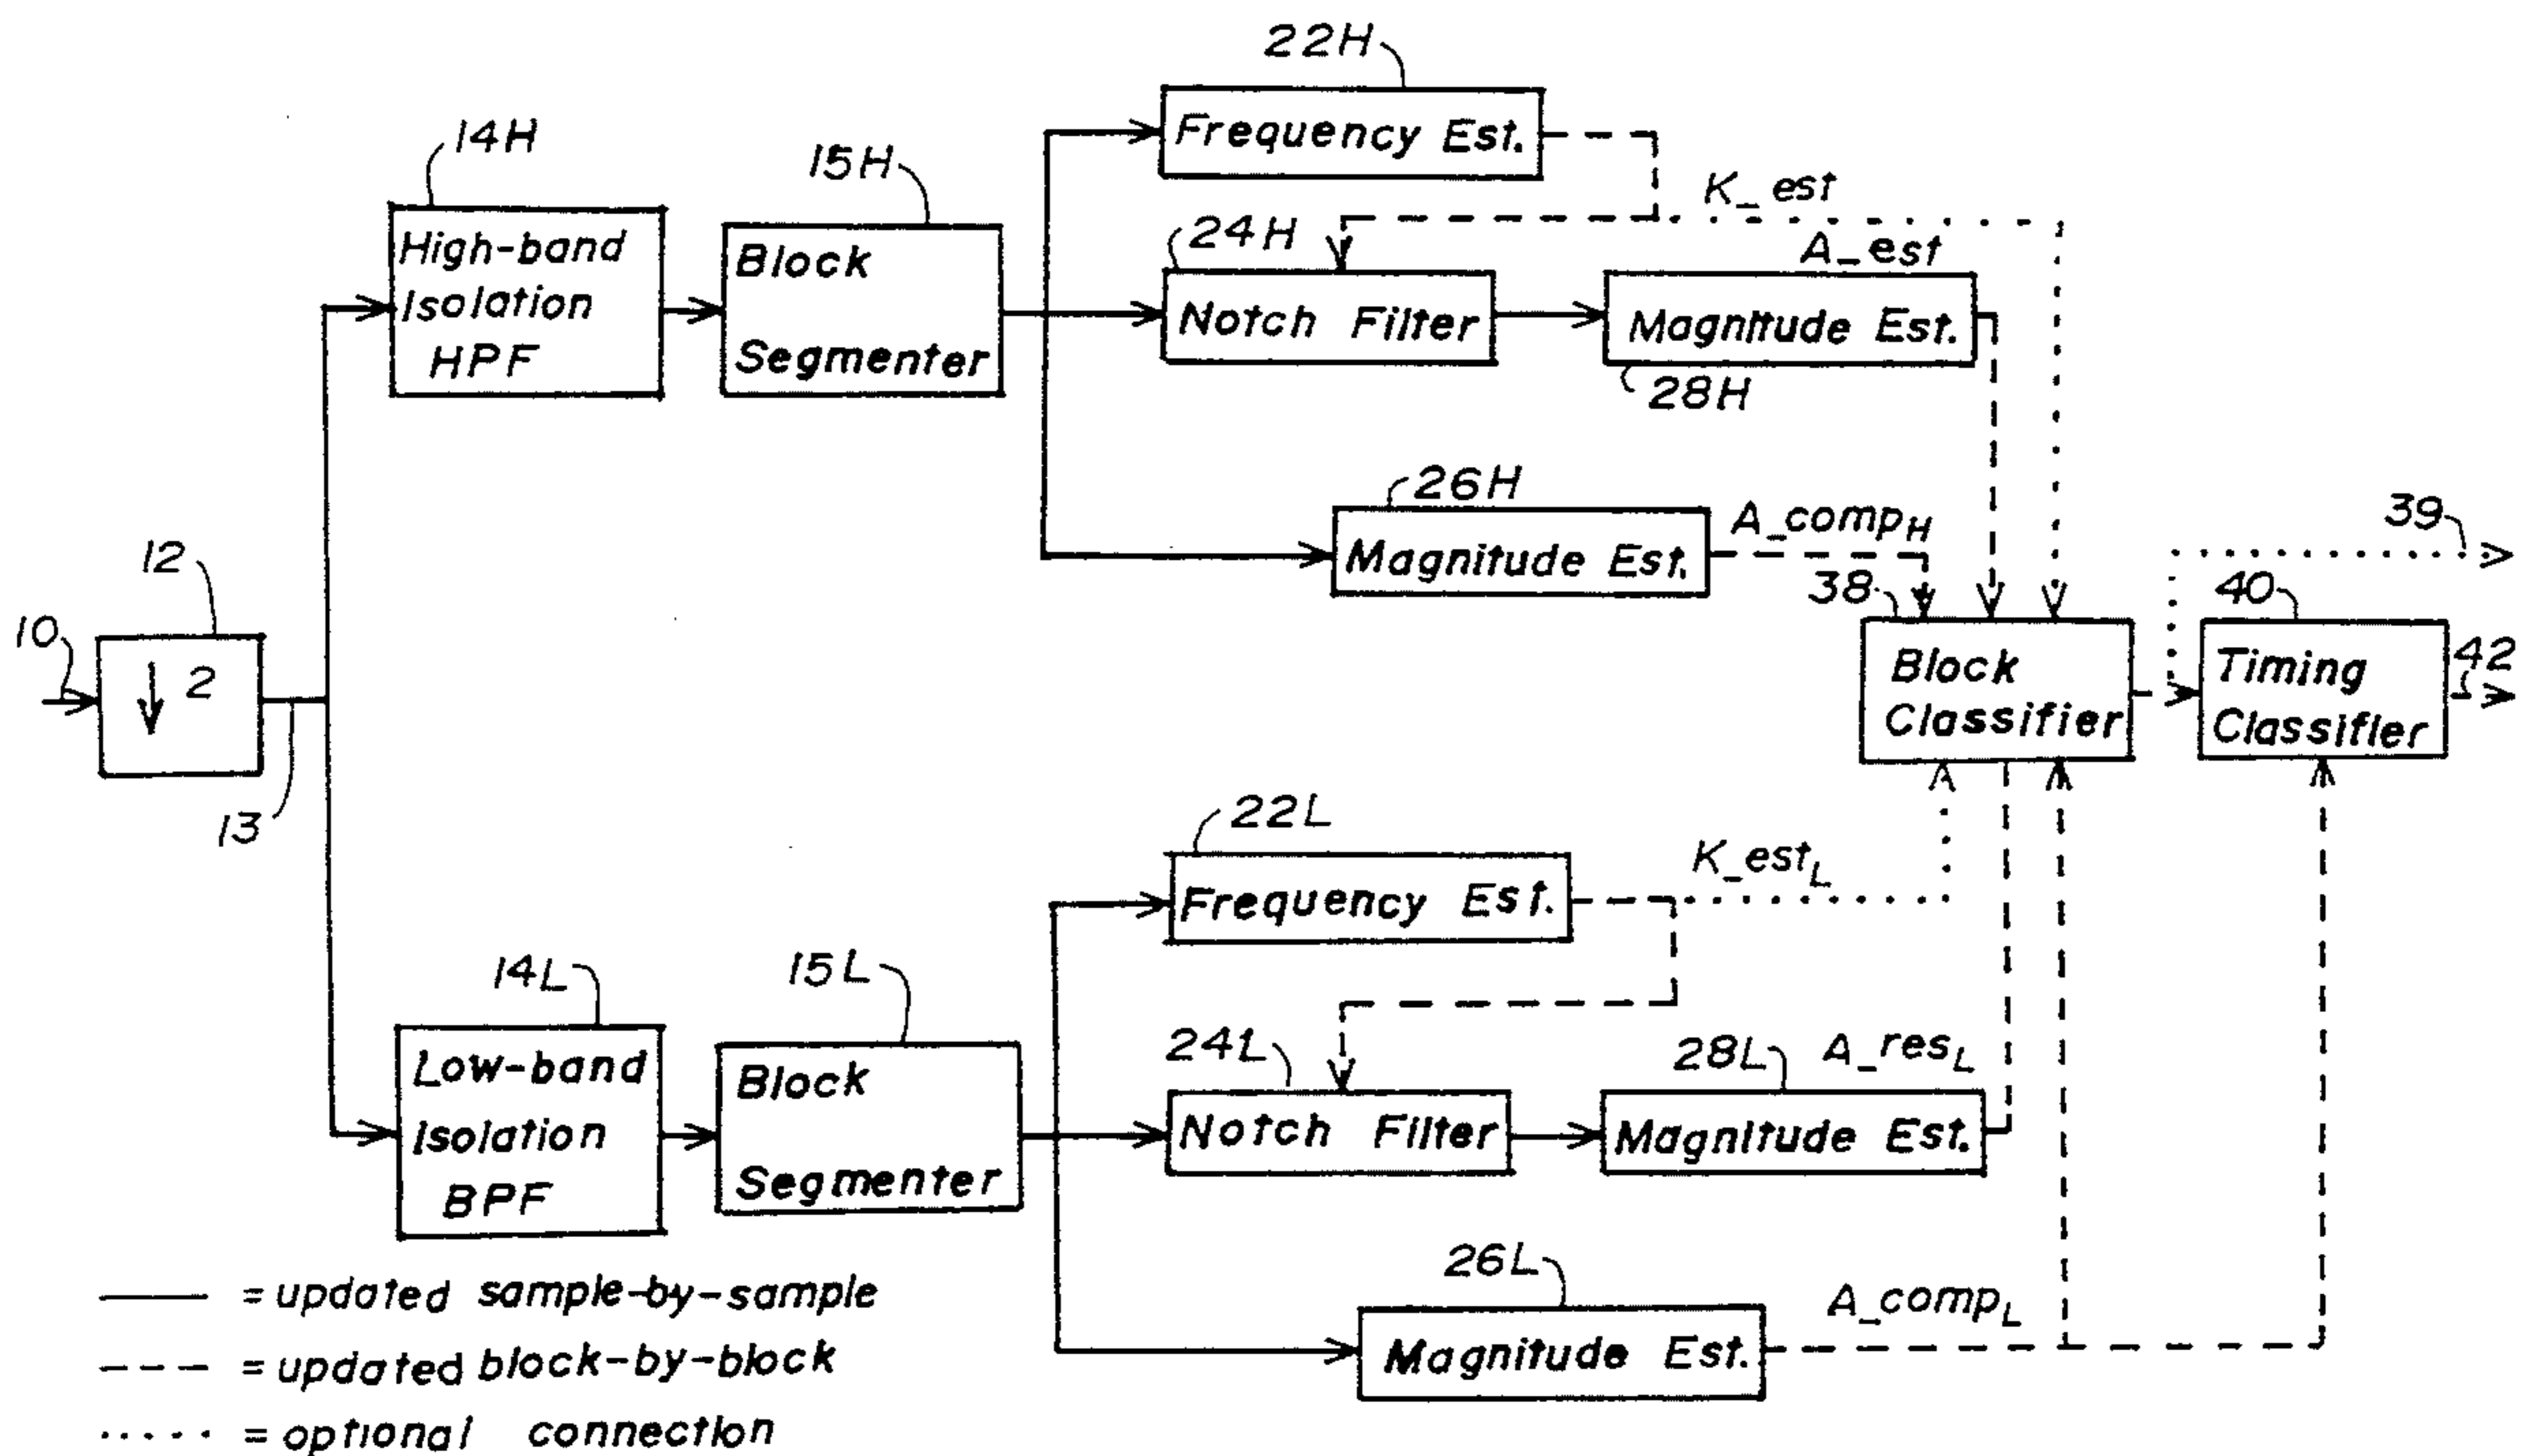 22H
Frequency Est.
14H
15H
K_est
24H
A_est
High-band
Isolation
HPF
Block
Segmenter
Notch Filter
Magnitude Est.
28H
26H
A_compH
Magnitude Est.
39
12
10
↓ 2
13
38
40
42
Block
Classifier
Timing
Classifier
22L
K_estL
Frequency Est.
14L
15L
24L
28L
A_resL
Low-band
Isolation
BPF
Block
Segmenter
Notch Filter
Magnitude Est.
26L
A_compL
Magnitude Est.
= updated sample-by-sample
= updated block-by-block
= optional connection